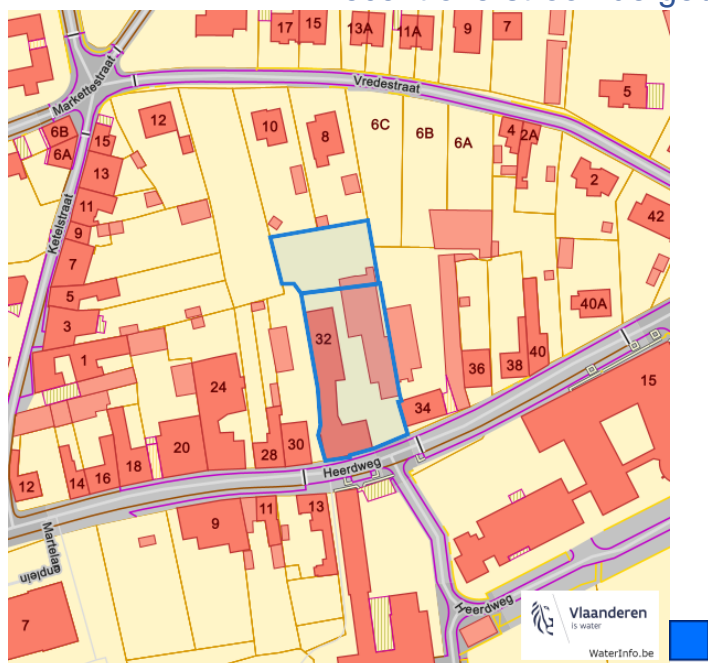 17 15 13A 11A 9 7
Vredestraat
5
Markettestraat
6B
6A
15
12
10
8
6C 6B 6A
4 2A
2
42
13
11
9
7
5
3
1
Ketelstraat
32
24
40A
36 38 40
34
15
20
28 30
12 14 16 18
Heerdweg
9 11 13
Martelaa
enplein
7
Heerdweg
Vlaanderen
is water
WaterInfo.be